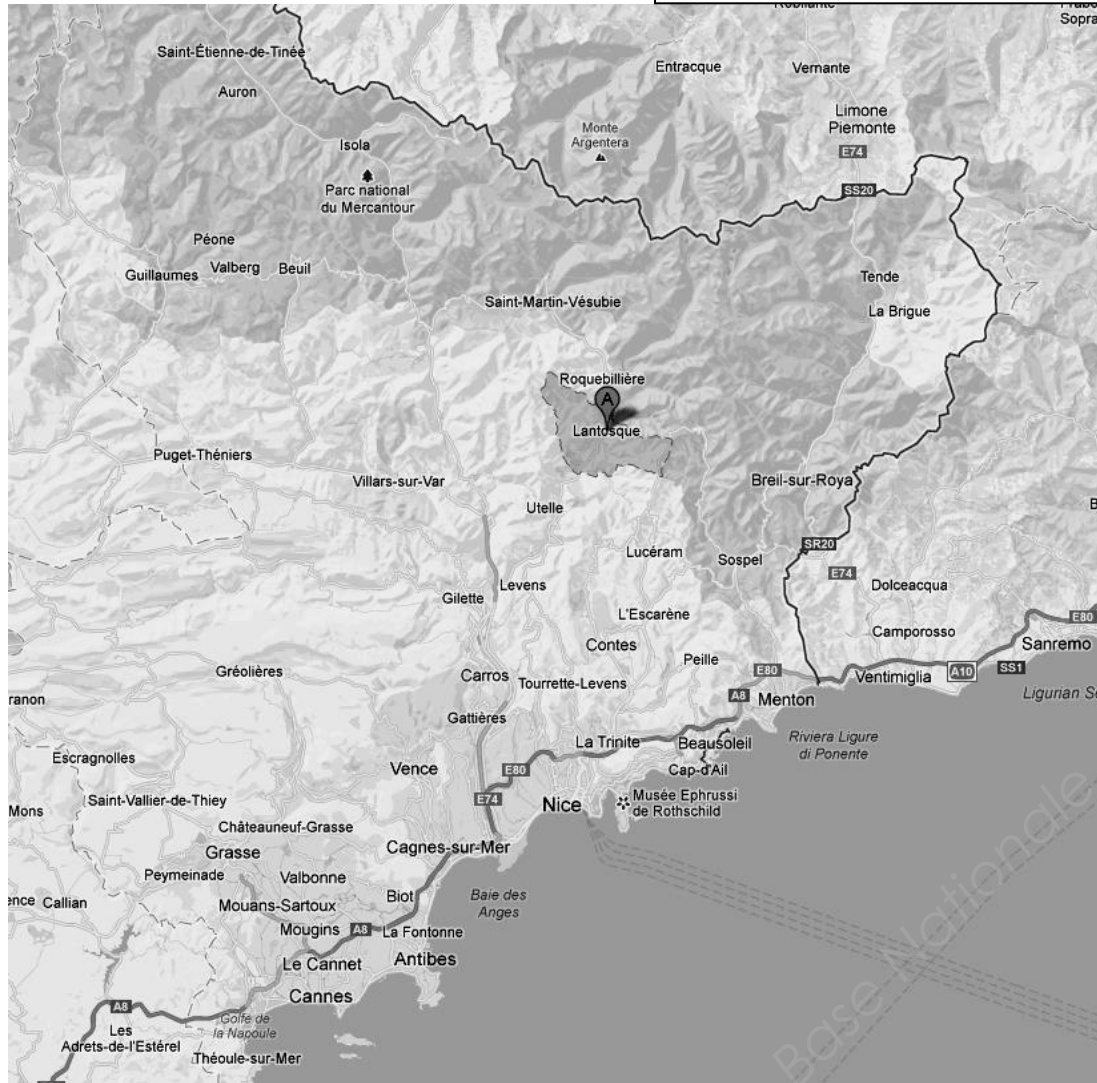 Saint-Étienne-de-Tinée
Auron
Entracque
Vernante
Limone
Piemonte
E74
Monte
Argentera
Isola
Parc national
du Mercantour
SS20
Péone
Valberg
Beuil
Guillaumes
Tende
La Brigue
Saint-Martin-Vésubie
Roquebillière
A
Lantosque
Puget-Théniers
Villars-sur-Var
Breil-sur-Roya
Utelle
Lucéram
Sospel
SR20
E74
Levens
Gilette
Dolceacqua
L'Escarène
E80
Contes
Camporosso
Sanremo
Gréolières
Carros
Peille
E80
Tourrette-Levens
Ventimiglia
A10
SS1
A8
Menton
Ligurian Se
ranon
Gattières
La Trinite
Beausoleil
Riviera Ligure
di Ponente
Escragnolles
Vence
E80
Cap-d'Ail
Mons
Saint-Vallier-de-Thiey
E74
Nice
Musée Ephrussi
de Rothschild
Châteauneuf-Grasse
Grasse
Cagnes-sur-Mer
Peymeinade
Valbonne
Biot
Baie des
Anges
ence
Callian
Mouans-Sartoux
Mougins
A8
La Fontonne
Le Cannet
Antibes
Cannes
A8
Golfe de
la Napoule
Les
Adrets-de-l'Estérel
Théoule-sur-Mer
Base Nationale